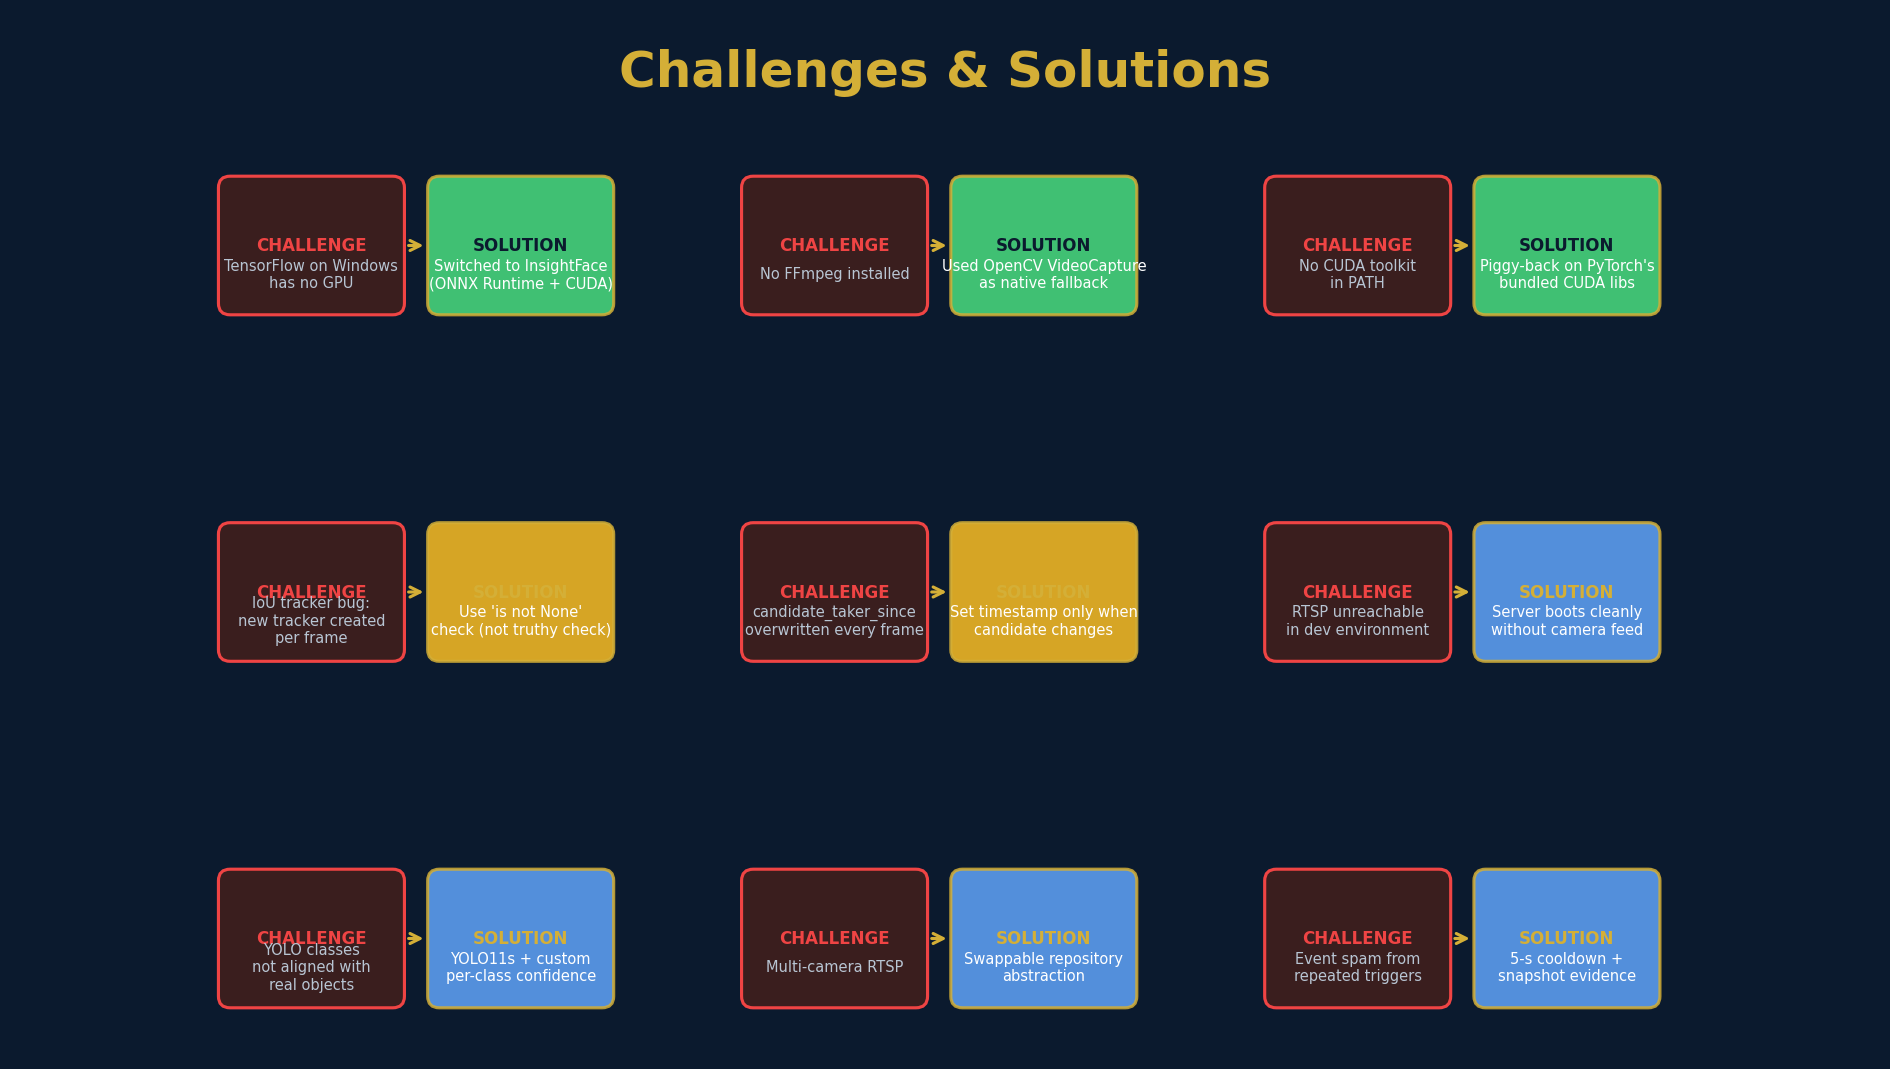 Challenges & Solutions
CHALLENGE
TensorFlow on Windows
has no GPU
SOLUTION
Switched to InsightFace
(ONNX Runtime + CUDA)
CHALLENGE
No FFmpeg installed
SOLUTION
Used OpenCV VideoCapture
as native fallback
CHALLENGE
No CUDA toolkit
in PATH
SOLUTION
Piggy-back on PyTorch's
bundled CUDA libs
CHALLENGE
IoU tracker bug:
new tracker created
per frame
SOLUTION
Use 'is not None'
check (not truthy check)
CHALLENGE
candidate_taker_since
overwritten every frame
SOLUTION
Set timestamp only when
candidate changes
CHALLENGE
RTSP unreachable
in dev environment
SOLUTION
Server boots cleanly
without camera feed
CHALLENGE
YOLO classes
not aligned with
real objects
SOLUTION
YOLO11s + custom
per-class confidence
CHALLENGE
Multi-camera RTSP
SOLUTION
Swappable repository
abstraction
CHALLENGE
Event spam from
repeated triggers
SOLUTION
5-s cooldown +
snapshot evidence